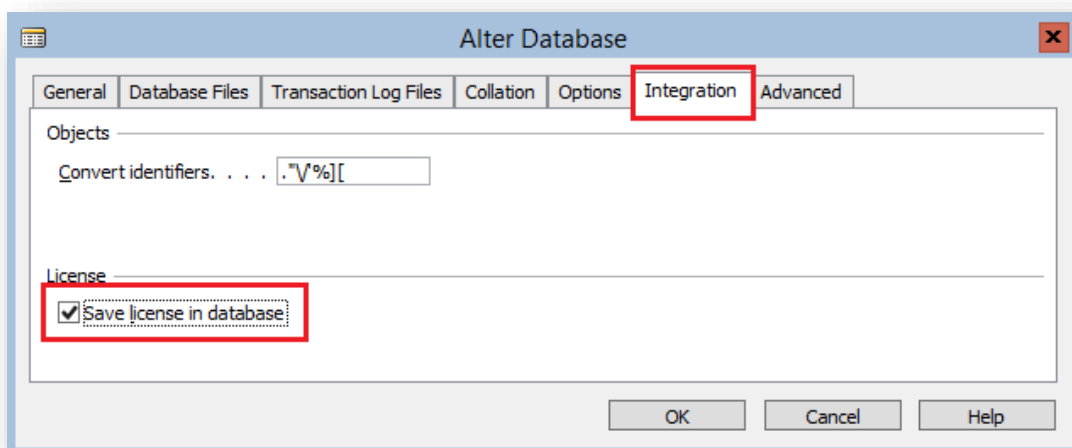 Alter Database
General Database Files Transaction Log Files Collation Options Integration Advanced
Objects
Convert identifiers. . . . ."\/'%][
License
Save license in database
OK Cancel Help